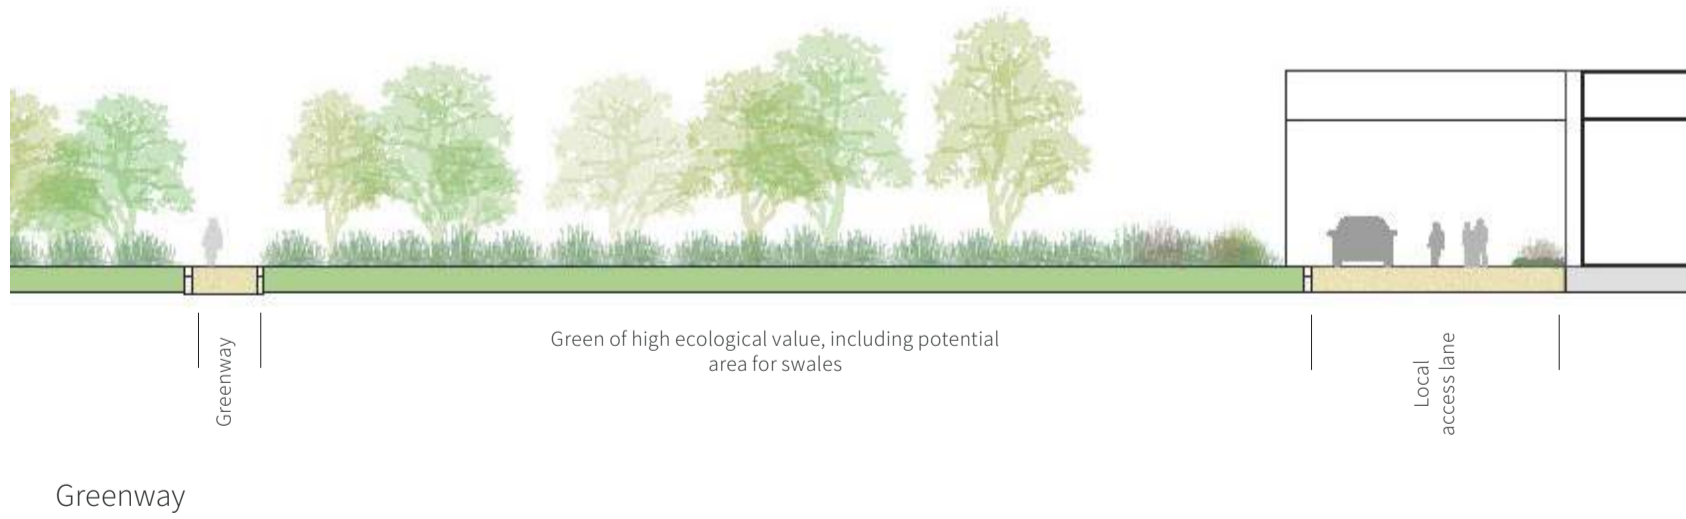 Greenway
Green of high ecological value, including potential
area for swales
Local
access lane
Greenway